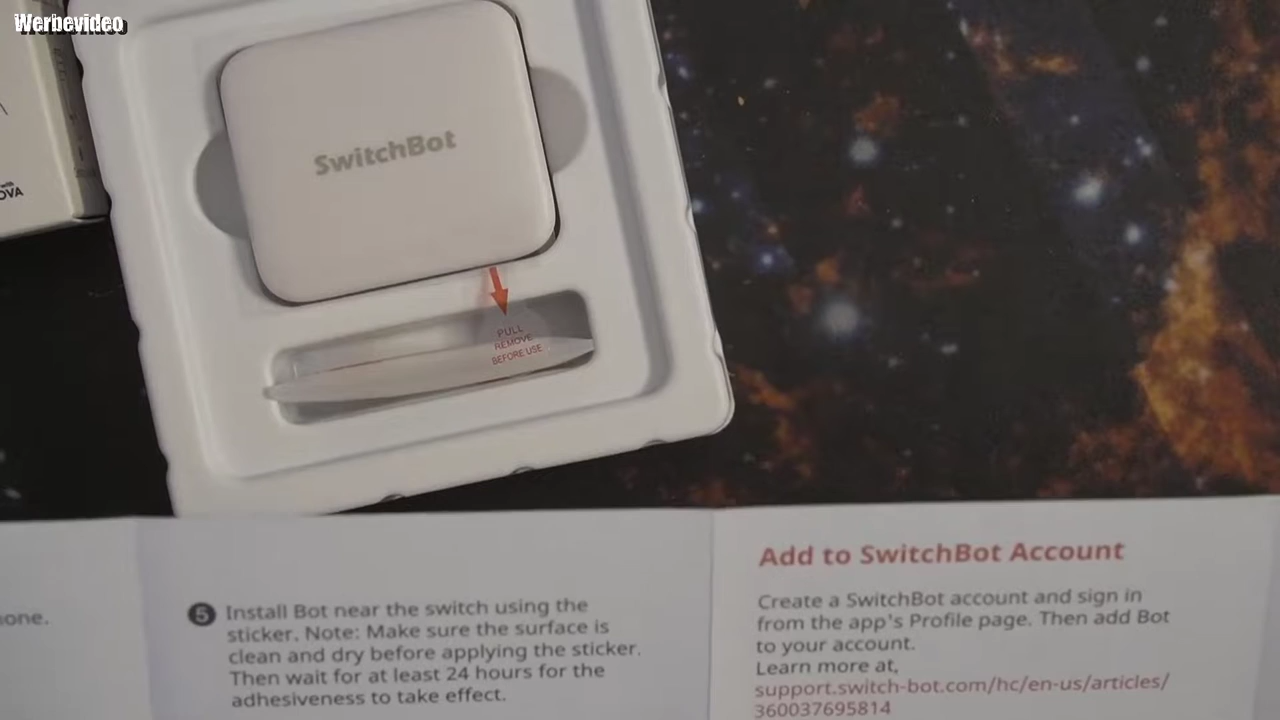 Werbevideo
OVA
SwitchBot
PULL
REMOVE
BEFORE USE
one.
5 Install Bot near the switch using the
sticker. Note: Make sure the surface is
clean and dry before applying the sticker.
Then wait for at least 24 hours for the
adhesiveness to take effect.
Add to SwitchBot Account
Create a SwitchBot account and sign in
from the app's Profile page. Then add Bot
to your account.
Learn more at,
support.switch-bot.com/hc/en-us/articles/
360037695814